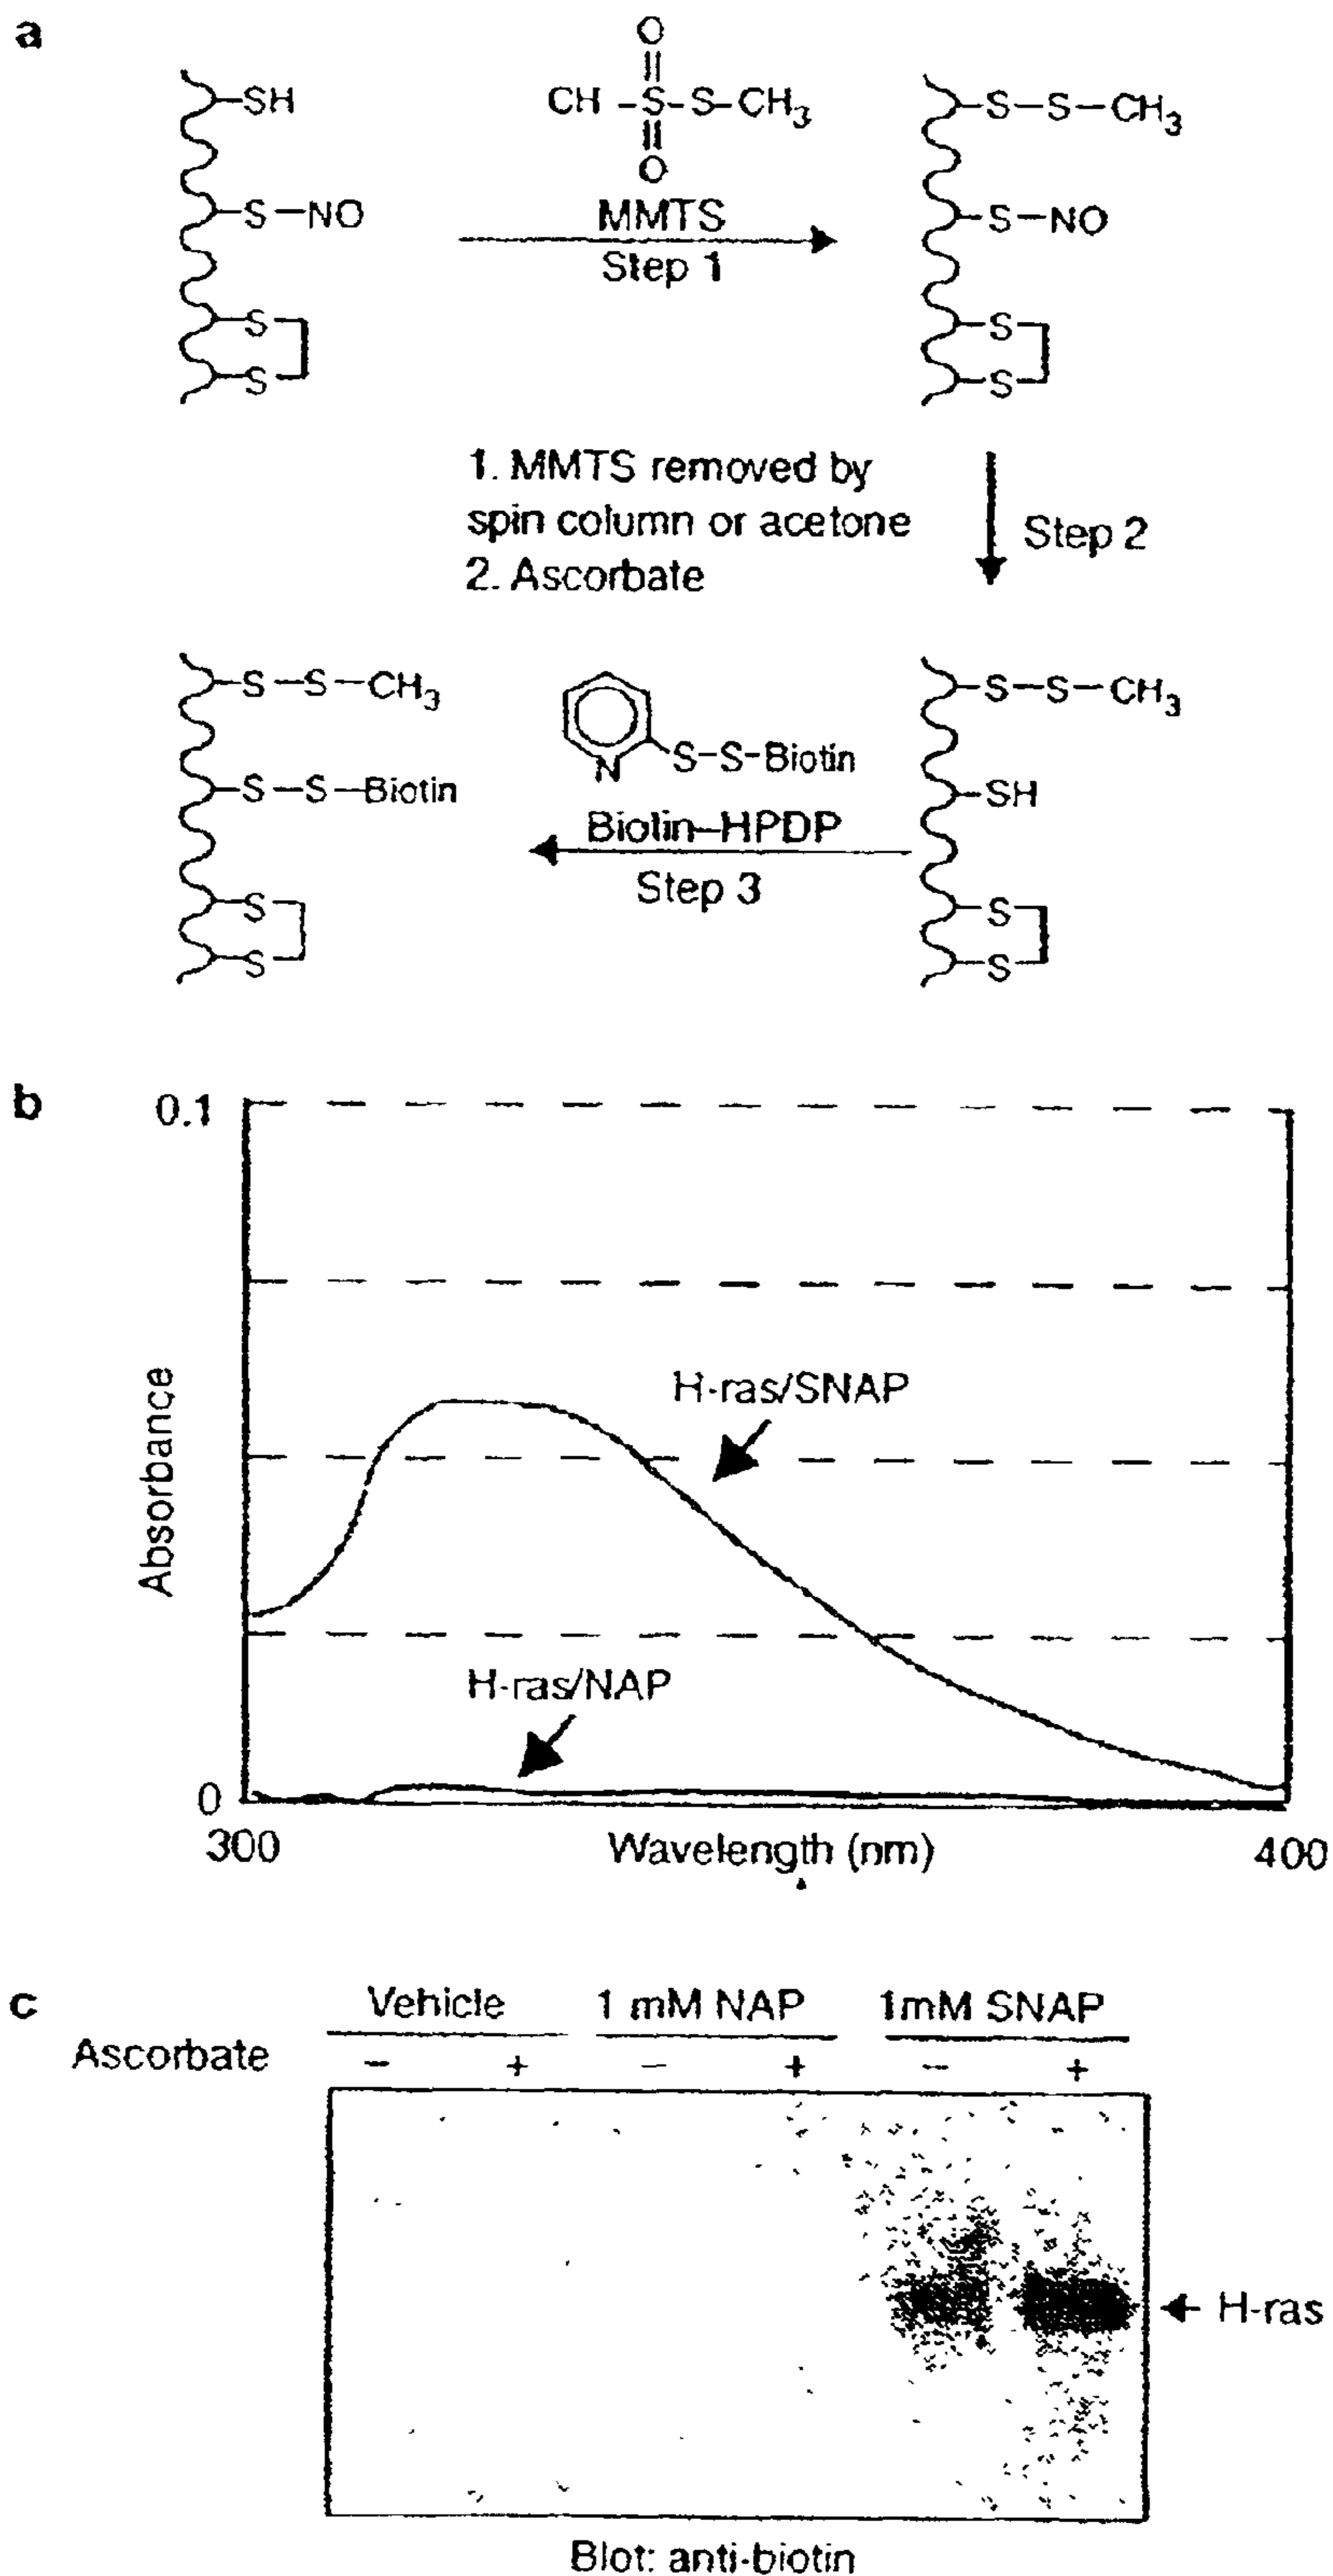 a
O
CH -S-S-CH3
O
SH
S-NO
S
S
MMTS
Step 1
S-S-CH3
S-NO
S
S
1. MMTS removed by
spin column or acetone
2. Ascorbate
Step 2
S-S-CH3
S-S-Biotin
S
S
N
S-S-Biotin
Biotin-HPDP
Step 3
S-S-CH3
SH
S
S
b
0.1
Absorbance
H-ras/SNAP
H-ras/NAP
0
300
Wavelength (nm)
400
c
Vehicle 1 mM NAP 1mM SNAP
Ascorbate - + - + - +
H-ras
Blot: anti-biotin